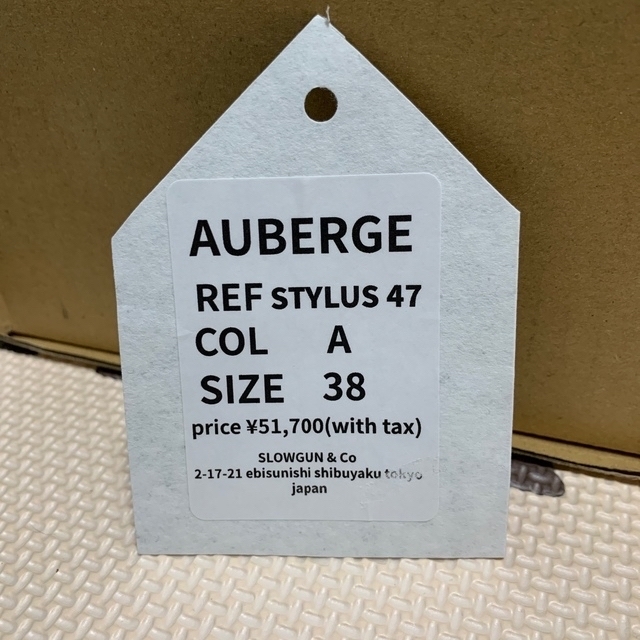 AUBERGE
REF STYLUS 47
COL A
SIZE 38
price ¥51,700(with tax)
SLOWGUN & Co
2-17-21 ebisunishi shibuyaku tokyo
japan